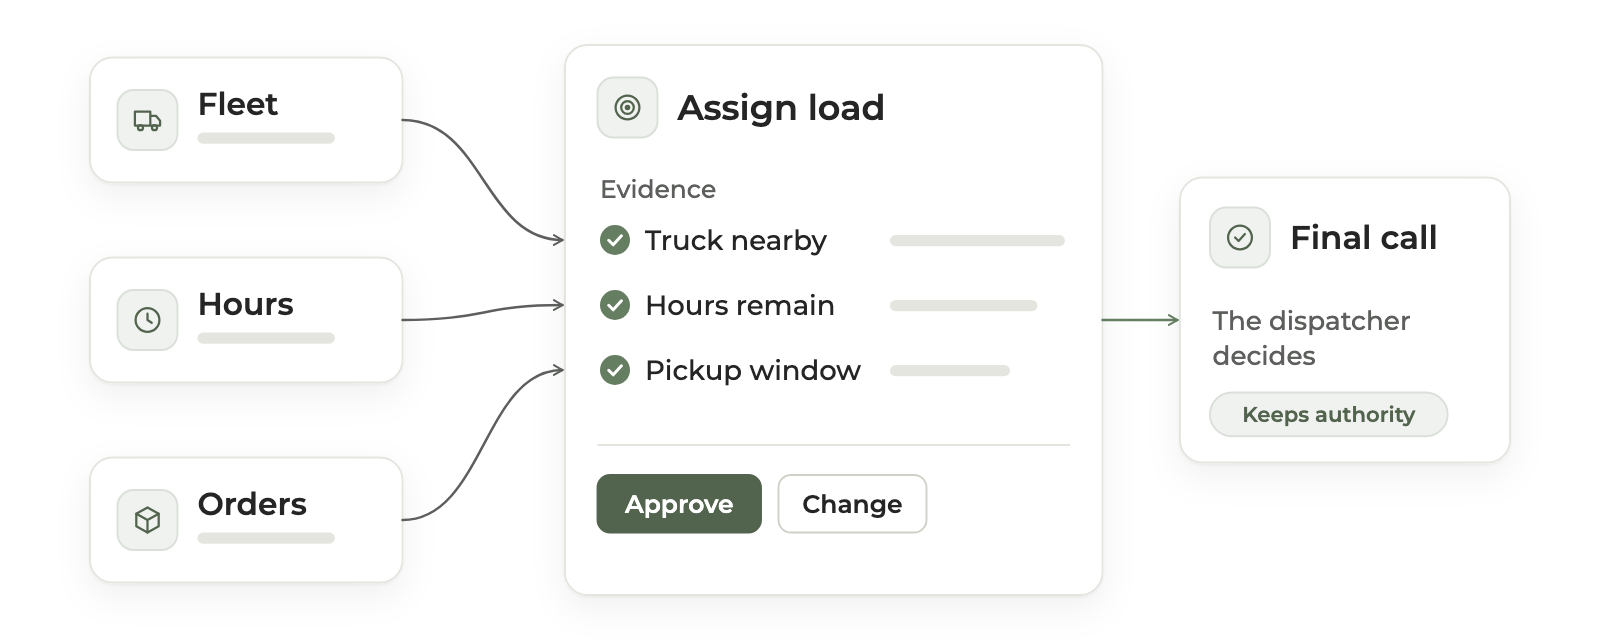 Fleet
Hours
Orders
Assign load
Evidence
Truck nearby
Hours remain
Pickup window
Approve
Change
Final call
The dispatcher
decides
Keeps authority